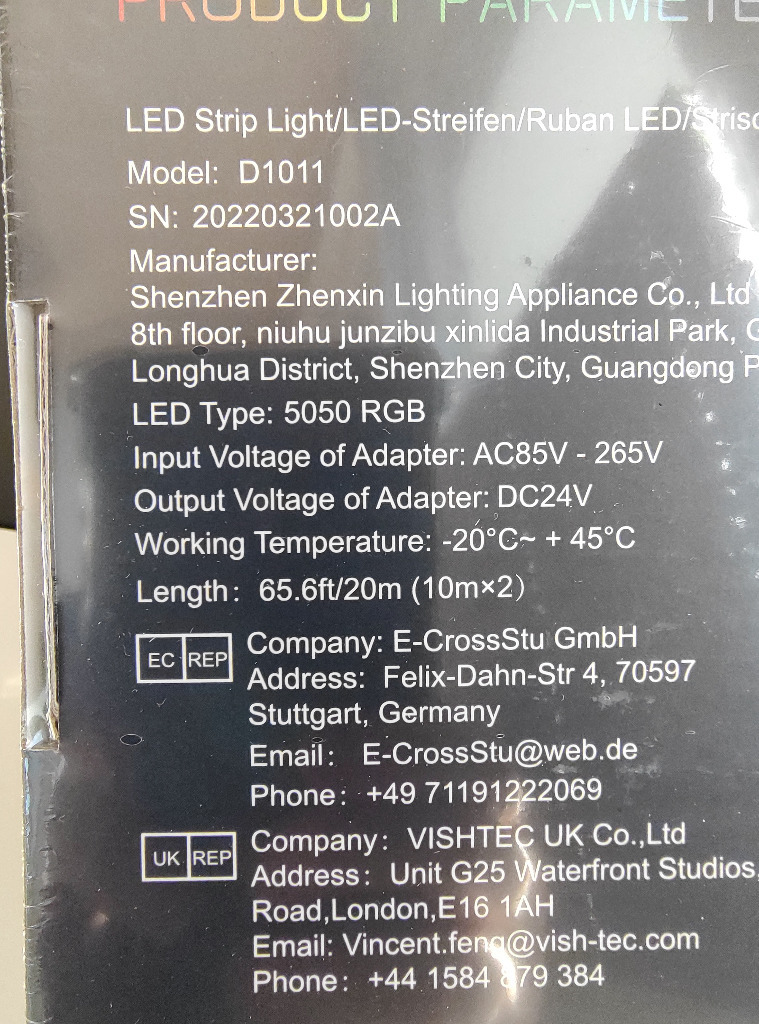 PRODUCT PARAMETE
LED Strip Light/LED-Streifen/Ruban LED/Strisc
Model: D1011
SN: 20220321002A
Manufacturer:
Shenzhen Zhenxin Lighting Appliance Co., Ltd
8th floor, niuhu junzibu xinlida Industrial Park, G
Longhua District, Shenzhen City, Guangdong P
LED Type: 5050 RGB
Input Voltage of Adapter: AC85V - 265V
Output Voltage of Adapter: DC24V
Working Temperature: -20°C~ + 45°C
Length: 65.6ft/20m (10m×2)
EC REP
Company: E-CrossStu GmbH
Address: Felix-Dahn-Str 4, 70597
Stuttgart, Germany
Email: E-CrossStu@web.de
Phone: +49 71191222069
UK REP
Company: VISHTEC UK Co.,Ltd
Address: Unit G25 Waterfront Studios,
Road,London,E16 1AH
Email: Vincent.feng@vish-tec.com
Phone: +44 1584 879 384